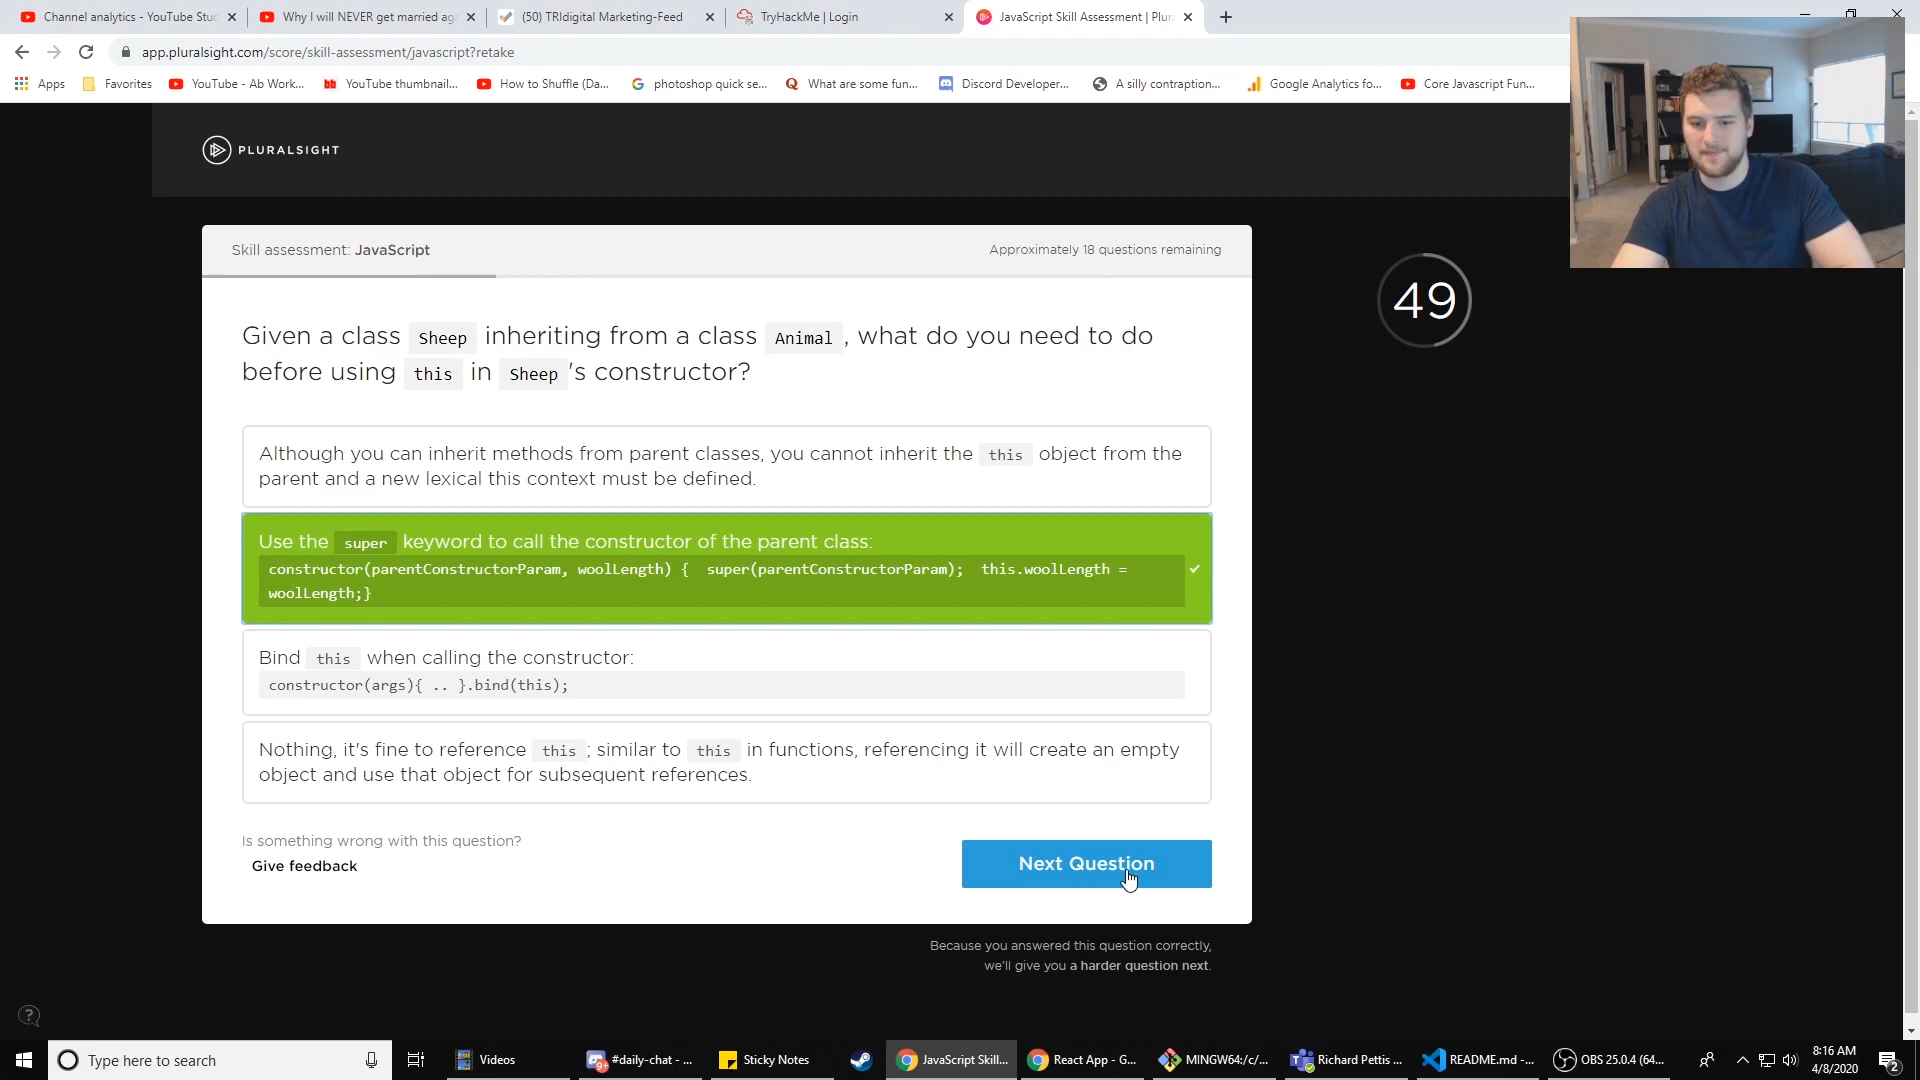 Channel analytics - YouTube Stu
Why I will NEVER get married aga
(50) TRIdigital Marketing-Feed
TryHackMe | Login
JavaScript Skill Assessment | Plur
app.pluralsight.com/score/skill-assessment/javascript?retake
Apps
Favorites
YouTube - Ab Work...
YouTube thumbnail...
How to Shuffle (Da...
photoshop quick se...
What are some fun...
Discord Developer...
A silly contraption...
Google Analytics fo...
Core Javascript Fun...
PLURALSIGHT
Skill assessment: JavaScript
Approximately 18 questions remaining
49
Given a class Sheep inheriting from a class Animal, what do you need to do
before using this in Sheep's constructor?
Although you can inherit methods from parent classes, you cannot inherit the this object from the
parent and a new lexical this context must be defined.
Use the super keyword to call the constructor of the parent class:
constructor(parentConstructorParam, woolLength) { super(parentConstructorParam); this.woolLength =
woolLength;}
Bind this when calling the constructor:
constructor(args){ .. }.bind(this);
Nothing, it's fine to reference this; similar to this in functions, referencing it will create an empty
object and use that object for subsequent references.
Is something wrong with this question?
Give feedback
Next Question
Because you answered this question correctly,
we'll give you a harder question next.
Type here to search
Videos
#daily-chat - ...
Sticky Notes
JavaScript Skill...
React App - G...
MINGW64:/c/...
Richard Pettis ...
README.md -...
OBS 25.0.4 (64...
8:16 AM
4/8/2020
2